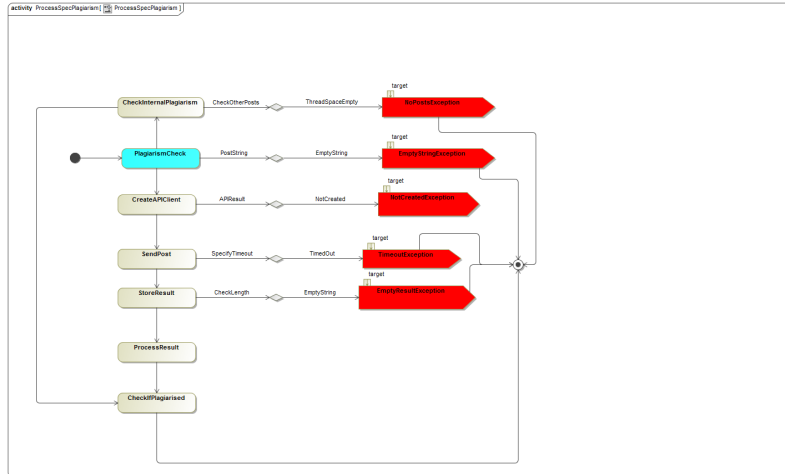 activity ProcessSpecPlagiarism[ ProcessSpecPlagiarism ]
target
CheckInternalPlagiarism CheckOtherPosts ThreadSpaceEmpty NoPostsException
target
PlagiarismCheck PostString EmptyString EmptyStringException
target
CreateAPIClient APIResult NotCreated NotCreatedException
target
SendPost SpecifyTimeout TimedOut TimeoutException
target
StoreResult CheckLength EmptyString EmptyResultException
ProcessResult
CheckIfPlagiarised